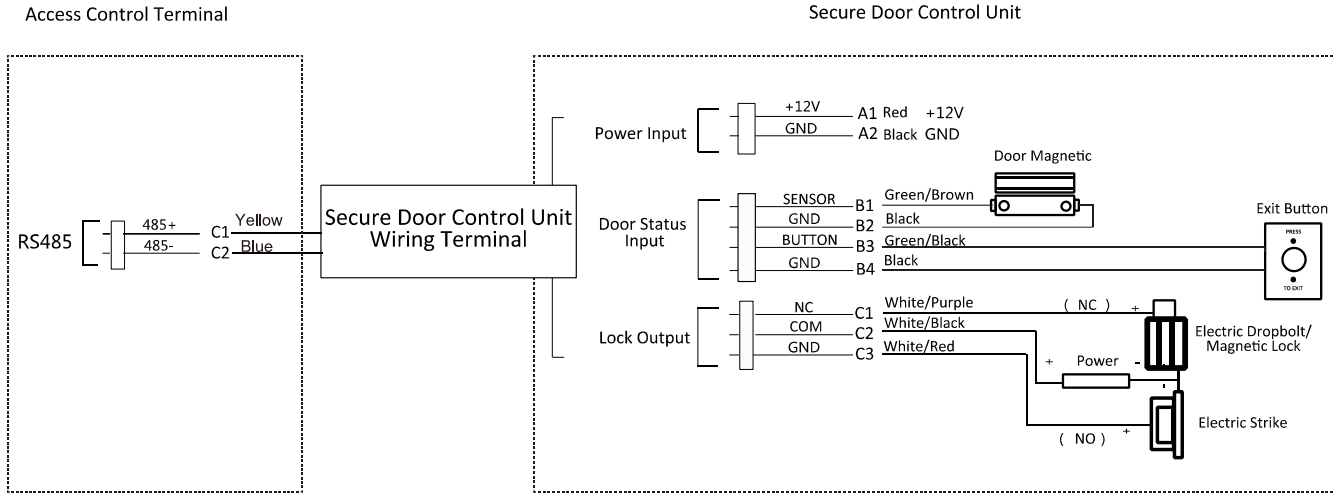 Access Control Terminal
Secure Door Control Unit
RS485
485+ C1 Yellow
485- C2 Blue
Secure Door Control Unit
Wiring Terminal
Power Input
+12V A1 Red +12V
GND A2 Black GND
Door Status
Input
SENSOR B1 Green/Brown
GND B2 Black
BUTTON B3 Green/Black
GND B4 Black
Door Magnetic
Exit Button
PRESS
TO EXIT
Lock Output
NC C1 White/Purple ( NC ) +
COM C2 White/Black
GND C3 White/Red
+ Power -
Electric Dropbolt/
Magnetic Lock
-
Electric Strike
( NO ) +